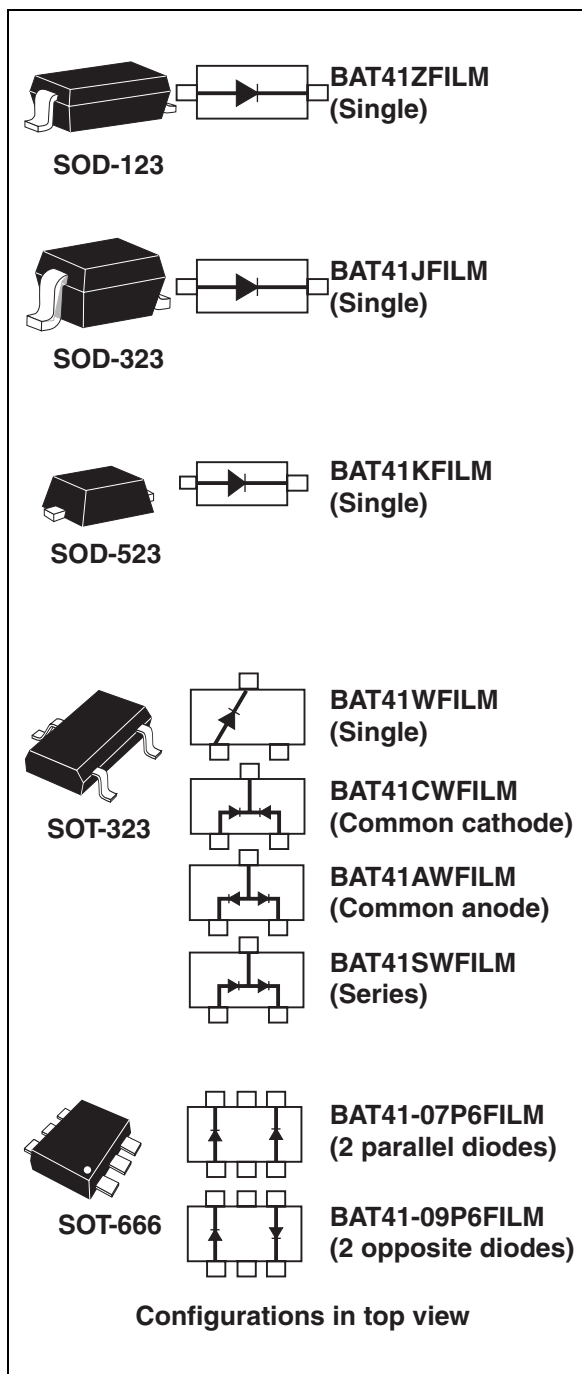 BAT41ZFILM
(Single)
SOD-123
BAT41JFILM
(Single)
SOD-323
BAT41KFILM
(Single)
SOD-523
BAT41WFILM
(Single)
SOT-323
BAT41CWFILM
(Common cathode)
BAT41AWFILM
(Common anode)
BAT41SWFILM
(Series)
BAT41-07P6FILM
(2 parallel diodes)
SOT-666
BAT41-09P6FILM
(2 opposite diodes)
Configurations in top view